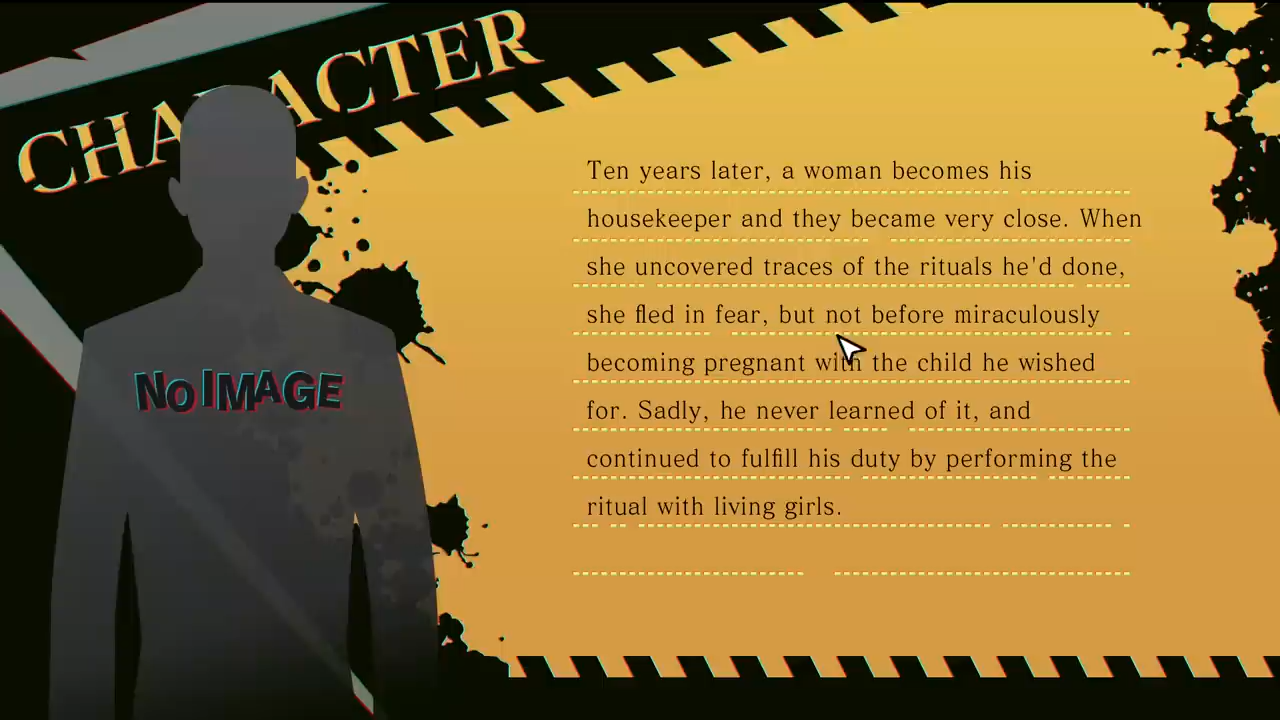 CHARACTER
Ten years later, a woman becomes his
housekeeper and they became very close. When
she uncovered traces of the rituals he'd done,
she fled in fear, but not before miraculously
becoming pregnant with the child he wished
for. Sadly, he never learned of it, and
continued to fulfill his duty by performing the
ritual with living girls.
NO IMAGE